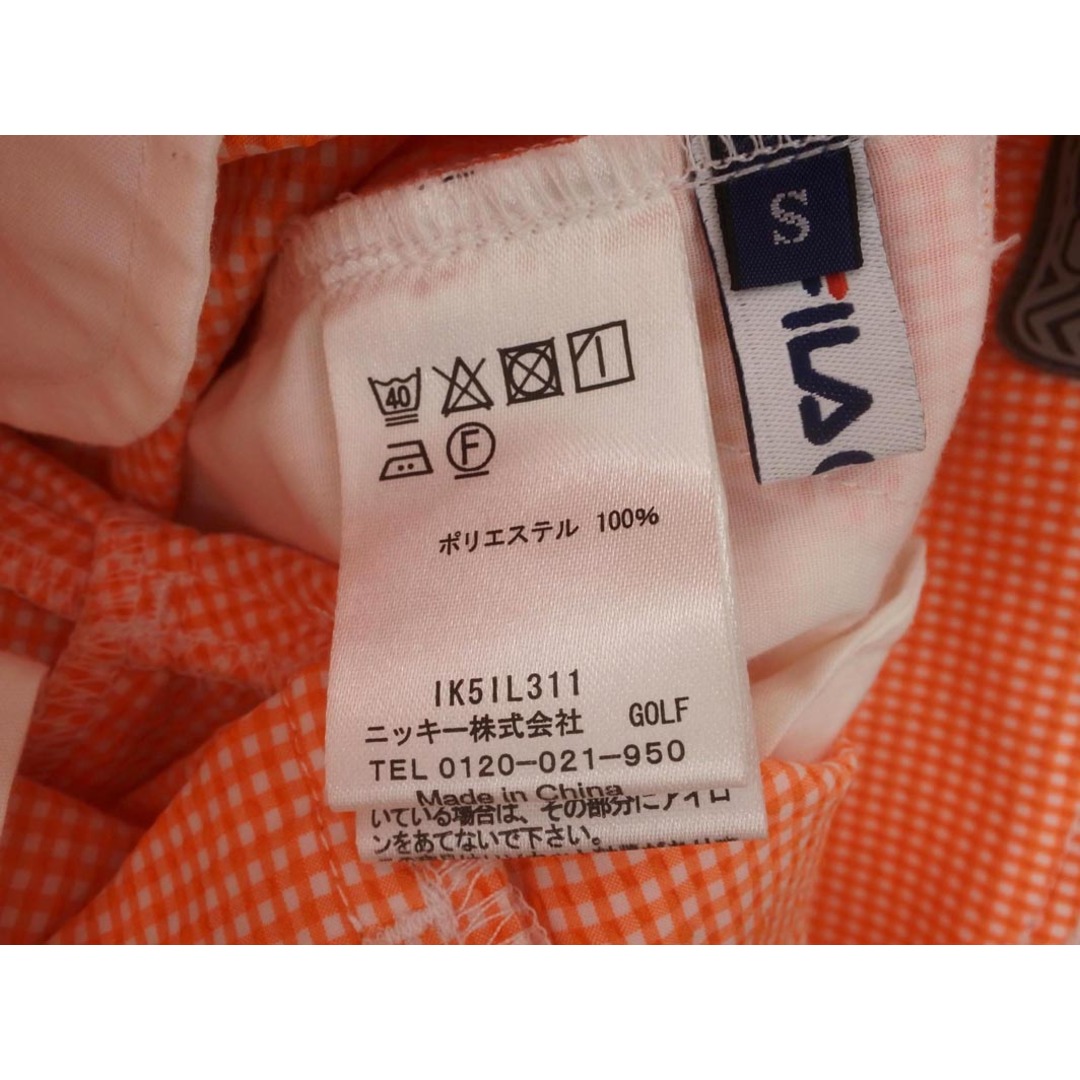 S
FILA
40
F
ポリエステル 100%
IK5IL311
ニッキー株式会社 GOLF
TEL 0120-021-950
Made in China
いている場合は、その部分にアイロ
ンをあてないで下さい。